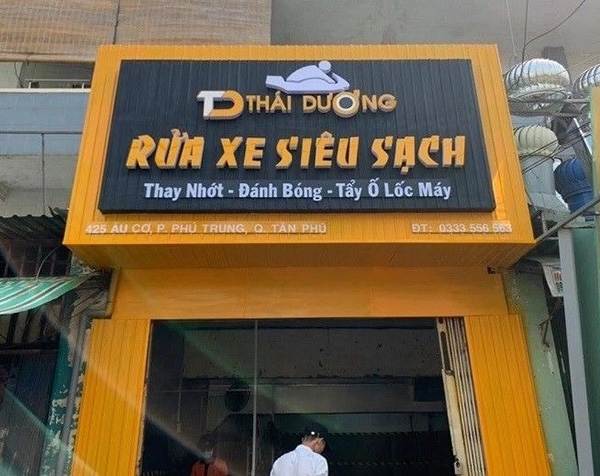 TD THÁI DƯƠNG
RỬA XE SIÊU SẠCH
Thay Nhớt - Đánh Bóng - Tẩy Ố Lốc Máy
425 ÂU CƠ, P. PHÚ TRUNG, Q. TÂN PHÚ ĐT: 0333 556 563